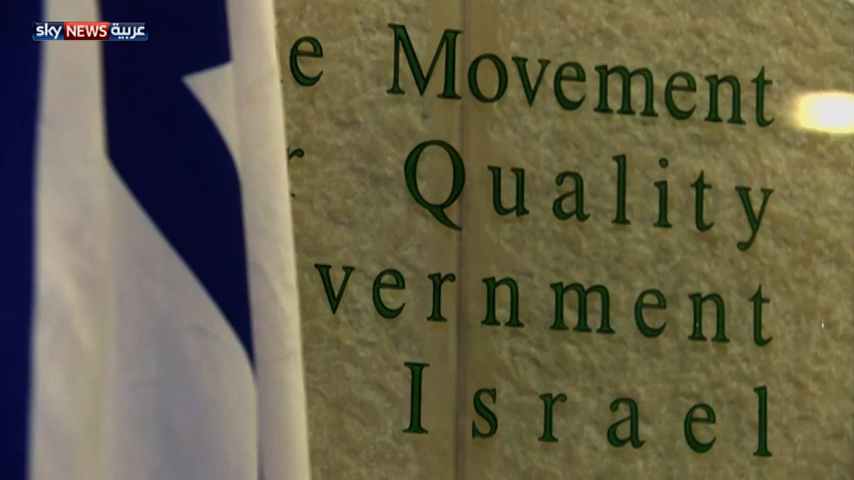 sky NEWS عربية
e Movement
r Quality
vernment
Israel